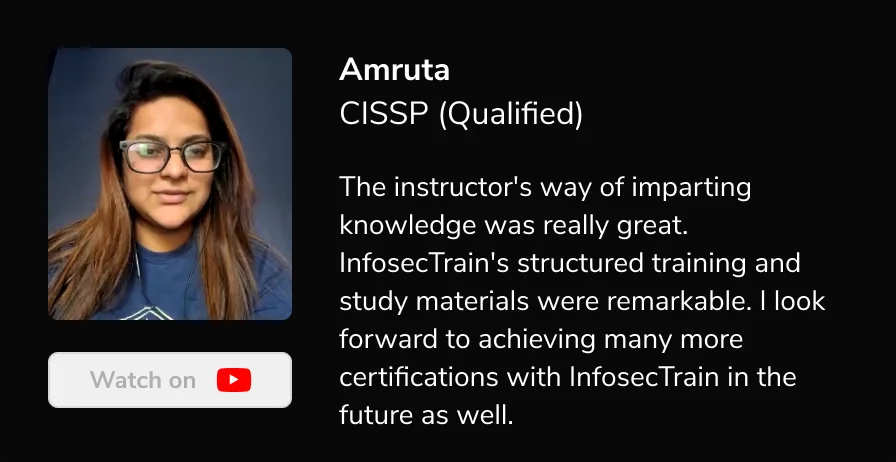 Amruta
CISSP (Qualified)
The instructor's way of imparting
knowledge was really great.
InfosecTrain's structured training and
study materials were remarkable. I look
forward to achieving many more
certifications with InfosecTrain in the
future as well.
Watch on